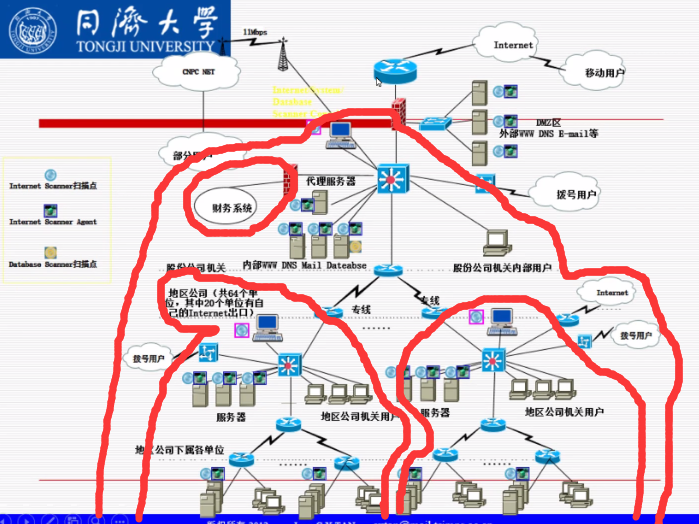 同濟大學
TONGJI UNIVERSITY
11Mbps
CNPC NET
Internet
移动用户
Internet Scanner
Database
DMZ区
外部WWW DNS E-mail等
部分用户
代理服务器
拨号用户
财务系统
Internet Scanner扫描点
Internet Scanner Agent
Database Scanner扫描点
内部WWW DNS Mail Dateabse
股份公司机关
股份公司机关内部用户
地区公司（共64个单
位，其中20个单位有自
己的Internet出口）
专线
专线
Internet
拨号用户
拨号用户
服务器
地区公司机关用户
服务器
地区公司机关用户
地区公司下属各单位